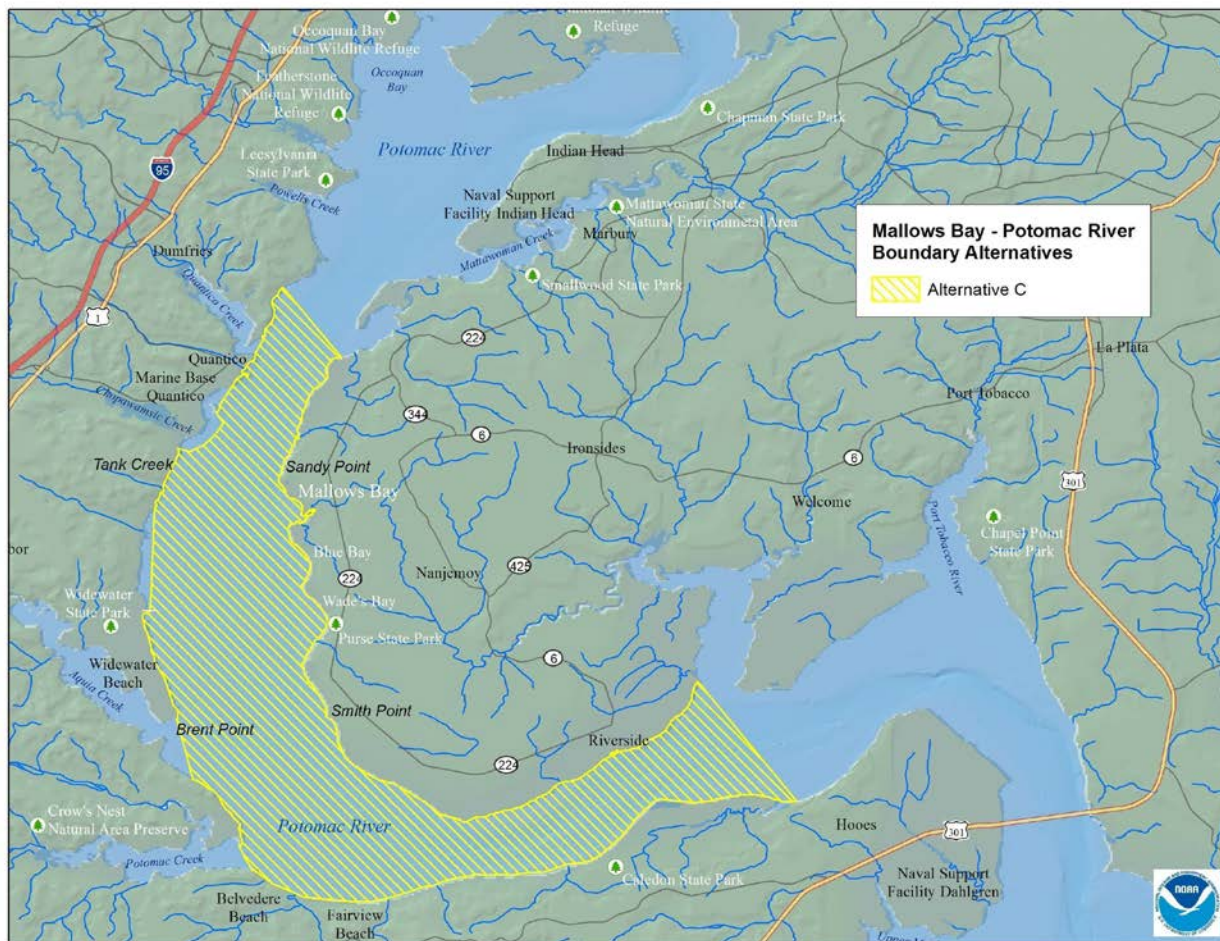 Refuge
Occoquan Bay
National Wildlife Refuge
Featherstone
National Wildlife
Refuge
Occoquan
Bay
Potomac River
Chapman State Park
Leesylvania
State Park
Powells Creek
95
Indian Head
Naval Support
Facility Indian Head
Mattawoman State
Natural Environmetal Area
Marbury
Mattawoman Creek
Smallwood State Park
Mallows Bay - Potomac River
Boundary Alternatives
Alternative C
Dumfries
Quantico Creek
1
224
La Plata
Quantico
Marine Base
Quantico
Chopawamsic Creek
Port Tobacco
344
6
Ironsides
6
Tank Creek
Sandy Point
Mallows Bay
301
Welcome
Port Tobacco River
Chapel Point
State Park
bor
Blue Bay
224
Nanjemoy
425
Widewater
State Park
Wade's Bay
Purse State Park
Widewater
Beach
Aquia Creek
6
Brent Point
Smith Point
Riverside
224
Crow's Nest
Natural Area Preserve
Potomac River
Hooes
301
Potomac Creek
Caledon State Park
Naval Support
Facility Dahlgren
Belvedere
Beach
Fairview
Beach
NOAA